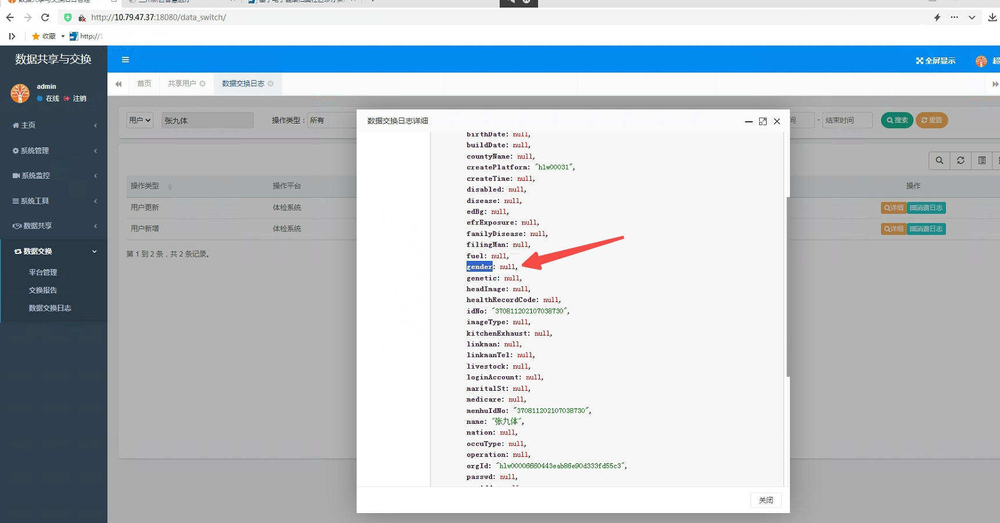 http://10.79.47.37:18080/data_switch/
收藏
http://1
数据共享与交换
全屏显示
超
admin
在线 注销
首页
共享用户
数据交换日志
主页
系统管理
系统监控
系统工具
数据共享
数据交换
平台管理
交换报告
数据交换日志
用户
张九体
操作类型：
所有
间
-
结束时间
搜索
重置
操作类型
操作平台
操作
用户更新
体检系统
详细
消费日志
用户新增
体检系统
详细
消费日志
第 1 到 2 条，共 2 条记录。
数据交换日志详细
birthDate: null,
buildDate: null,
countyName: null,
createPlatform: "hlw00031",
createTime: null,
disabled: null,
disease: null,
edBg: null,
efrExposure: null,
familyDisease: null,
filingMan: null,
fuel: null,
gender: null,
genetic: null,
headImage: null,
healthRecordCode: null,
idNo: "370811202107038730",
imageType: null,
kitchenExhaust: null,
linkman: null,
linkmanTel: null,
livestock: null,
loginAccount: null,
maritalSt: null,
medicare: null,
menhuIdNo: "370811202107038730",
name: "张九体",
nation: null,
occuType: null,
operation: null,
orgId: "hlw00006660443eab86e90d333fd55c3",
passwd: null,
关闭